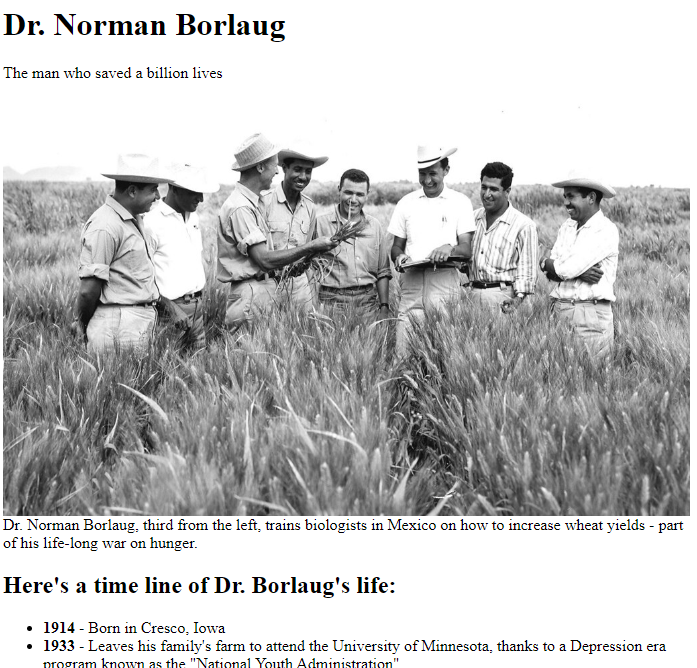 Dr. Norman Borlaug
The man who saved a billion lives
Dr. Norman Borlaug, third from the left, trains biologists in Mexico on how to increase wheat yields - part
of his life-long war on hunger.
Here's a time line of Dr. Borlaug's life:
• 1914 - Born in Cresco, Iowa
• 1933 - Leaves his family's farm to attend the University of Minnesota, thanks to a Depression era
program known as the "National Youth Administration"